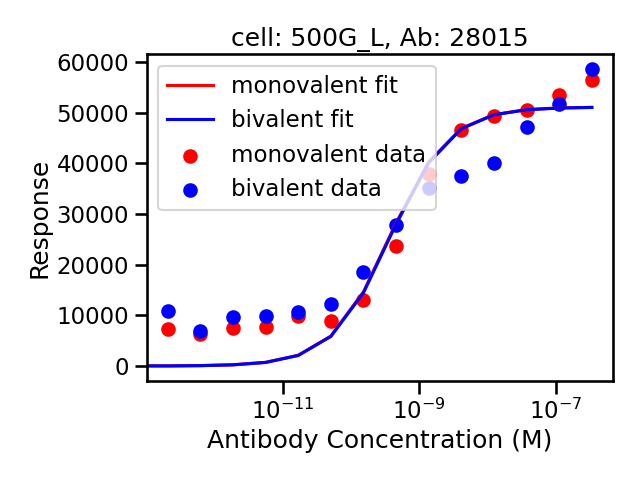 cell: 500G_L, Ab: 28015
60000
50000
40000
30000
20000
10000
0
Response
monovalent fit
bivalent fit
monovalent data
bivalent data
10⁻¹¹ 10⁻⁹ 10⁻⁷
Antibody Concentration (M)